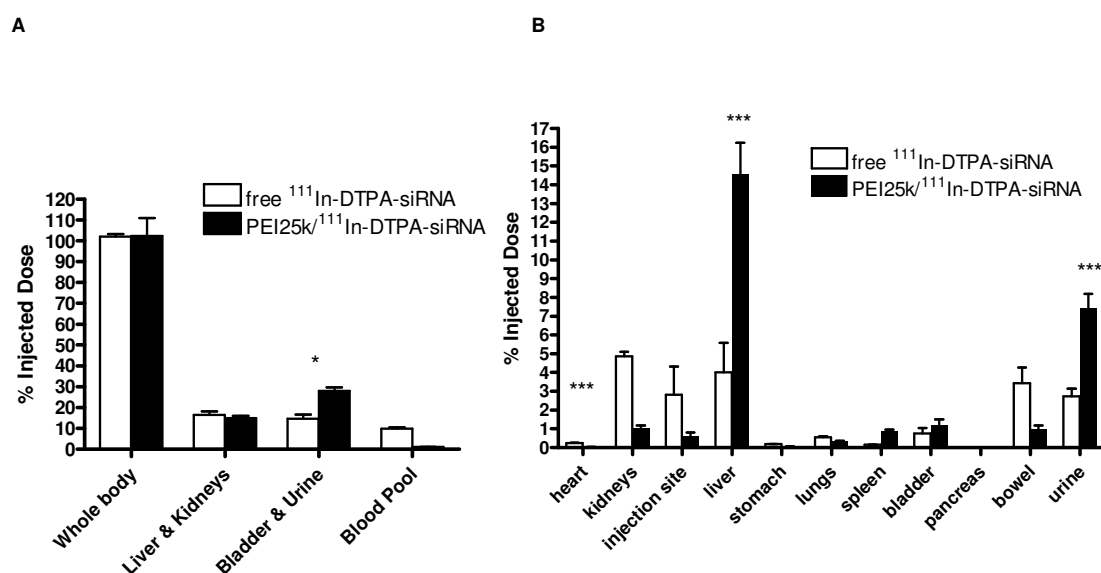 A
% Injected Dose
120
110
100
90
80
70
60
50
40
30
20
10
0
free ¹¹¹In-DTPA-siRNA
PEI25k/¹¹¹In-DTPA-siRNA
*
Whole body
Liver & Kidneys
Bladder & Urine
Blood Pool
B
% Injected Dose
17
16
15
14
13
12
11
10
9
8
7
6
5
4
3
2
1
0
free ¹¹¹In-DTPA-siRNA
PEI25k/¹¹¹In-DTPA-siRNA
***
***
***
heart
kidneys
injection site
liver
stomach
lungs
spleen
bladder
pancreas
bowel
urine